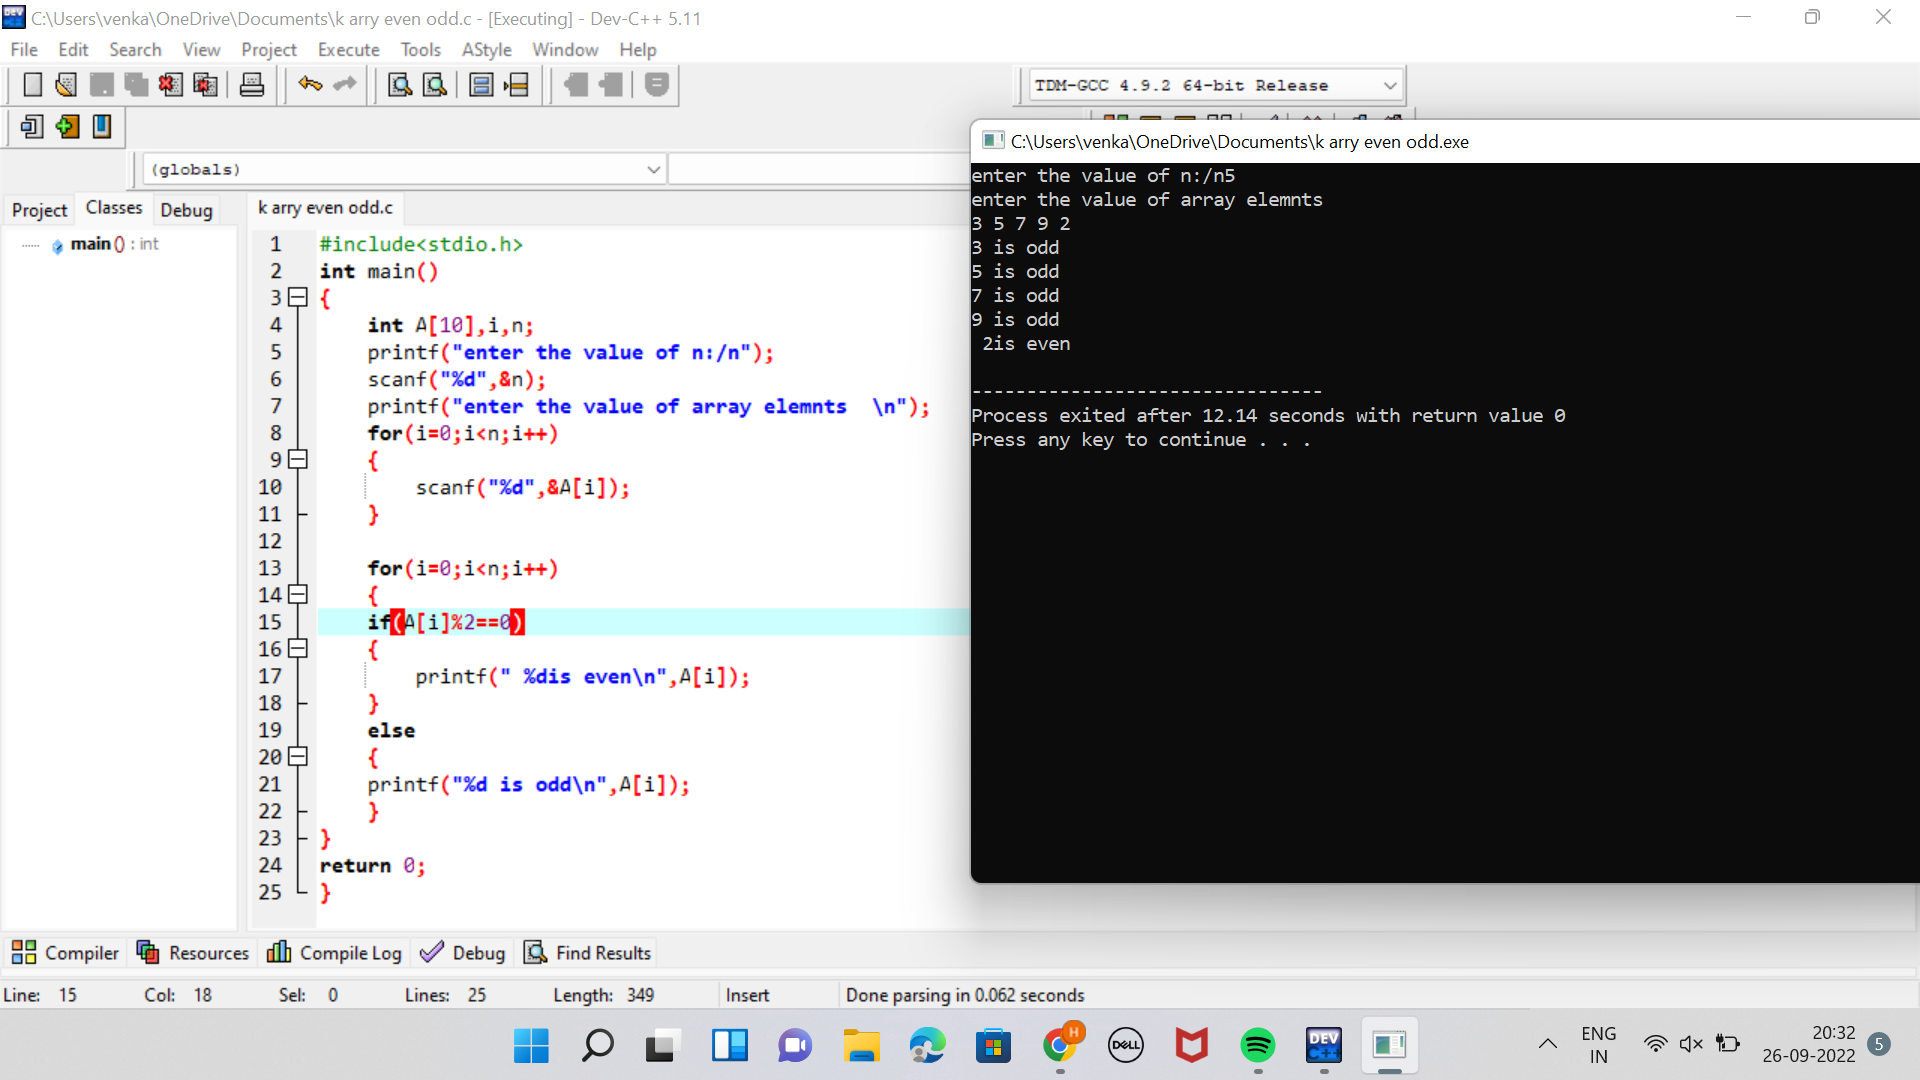 C:\Users\venka\OneDrive\Documents\k arry even odd.c - [Executing] - Dev-C++ 5.11
File Edit Search View Project Execute Tools AStyle Window Help
TDM-GCC 4.9.2 64-bit Release
(globals)
Project Classes Debug
main () : int
k arry even odd.c
1 #include<stdio.h>
2 int main()
3 {
4 int A[10],i,n;
5 printf("enter the value of n:/n");
6 scanf("%d",&n);
7 printf("enter the value of array elemnts  \n");
8 for(i=0;i<n;i++)
9 {
10 scanf("%d",&A[i]);
11 }
12
13 for(i=0;i<n;i++)
14 {
15 if(A[i]%2==0)
16 {
17 printf(" %dis even\n",A[i]);
18 }
19 else
20 {
21 printf("%d is odd\n",A[i]);
22 }
23 }
24 return 0;
25 }
C:\Users\venka\OneDrive\Documents\k arry even odd.exe
enter the value of n:/n5
enter the value of array elemnts
3 5 7 9 2
3 is odd
5 is odd
7 is odd
9 is odd
 2is even
--------------------------------
Process exited after 12.14 seconds with return value 0
Press any key to continue . . .
Compiler Resources Compile Log Debug Find Results
Line: 15 Col: 18 Sel: 0 Lines: 25 Length: 349 Insert Done parsing in 0.062 seconds
H
DELL
DEV C++
ENG
IN
20:32
26-09-2022
5